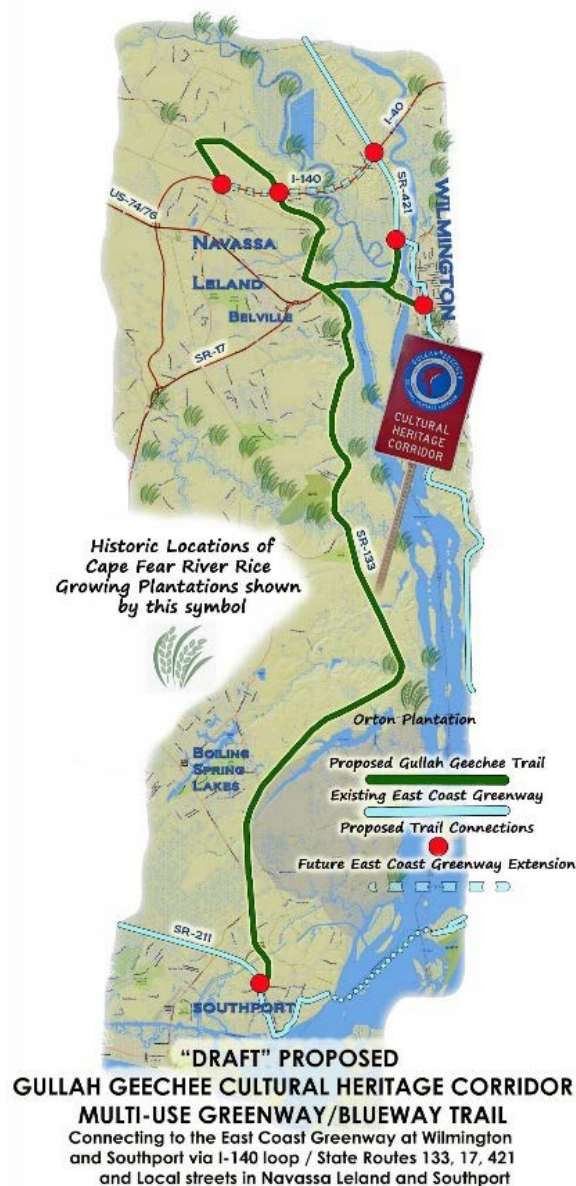 I-40
I-140
SR-421
WILMINGTON
US-74/76
NAVASSA
LELAND
BELVILLE
SR-17
GULLAH GEECHEE
CULTURAL
HERITAGE
CORRIDOR
SR-133
Historic Locations of
Cape Fear River Rice
Growing Plantations shown
by this symbol
Orton Plantation
BOILING
SPRING
LAKES
Proposed Gullah Geechee Trail
Existing East Coast Greenway
Proposed Trail Connections
Future East Coast Greenway Extension
SR-211
SOUTHPORT
"DRAFT" PROPOSED
GULLAH GEECHEE CULTURAL HERITAGE CORRIDOR
MULTI-USE GREENWAY/BLUEWAY TRAIL
Connecting to the East Coast Greenway at Wilmington
and Southport via I-140 loop / State Routes 133, 17, 421
and Local streets in Navassa Leland and Southport